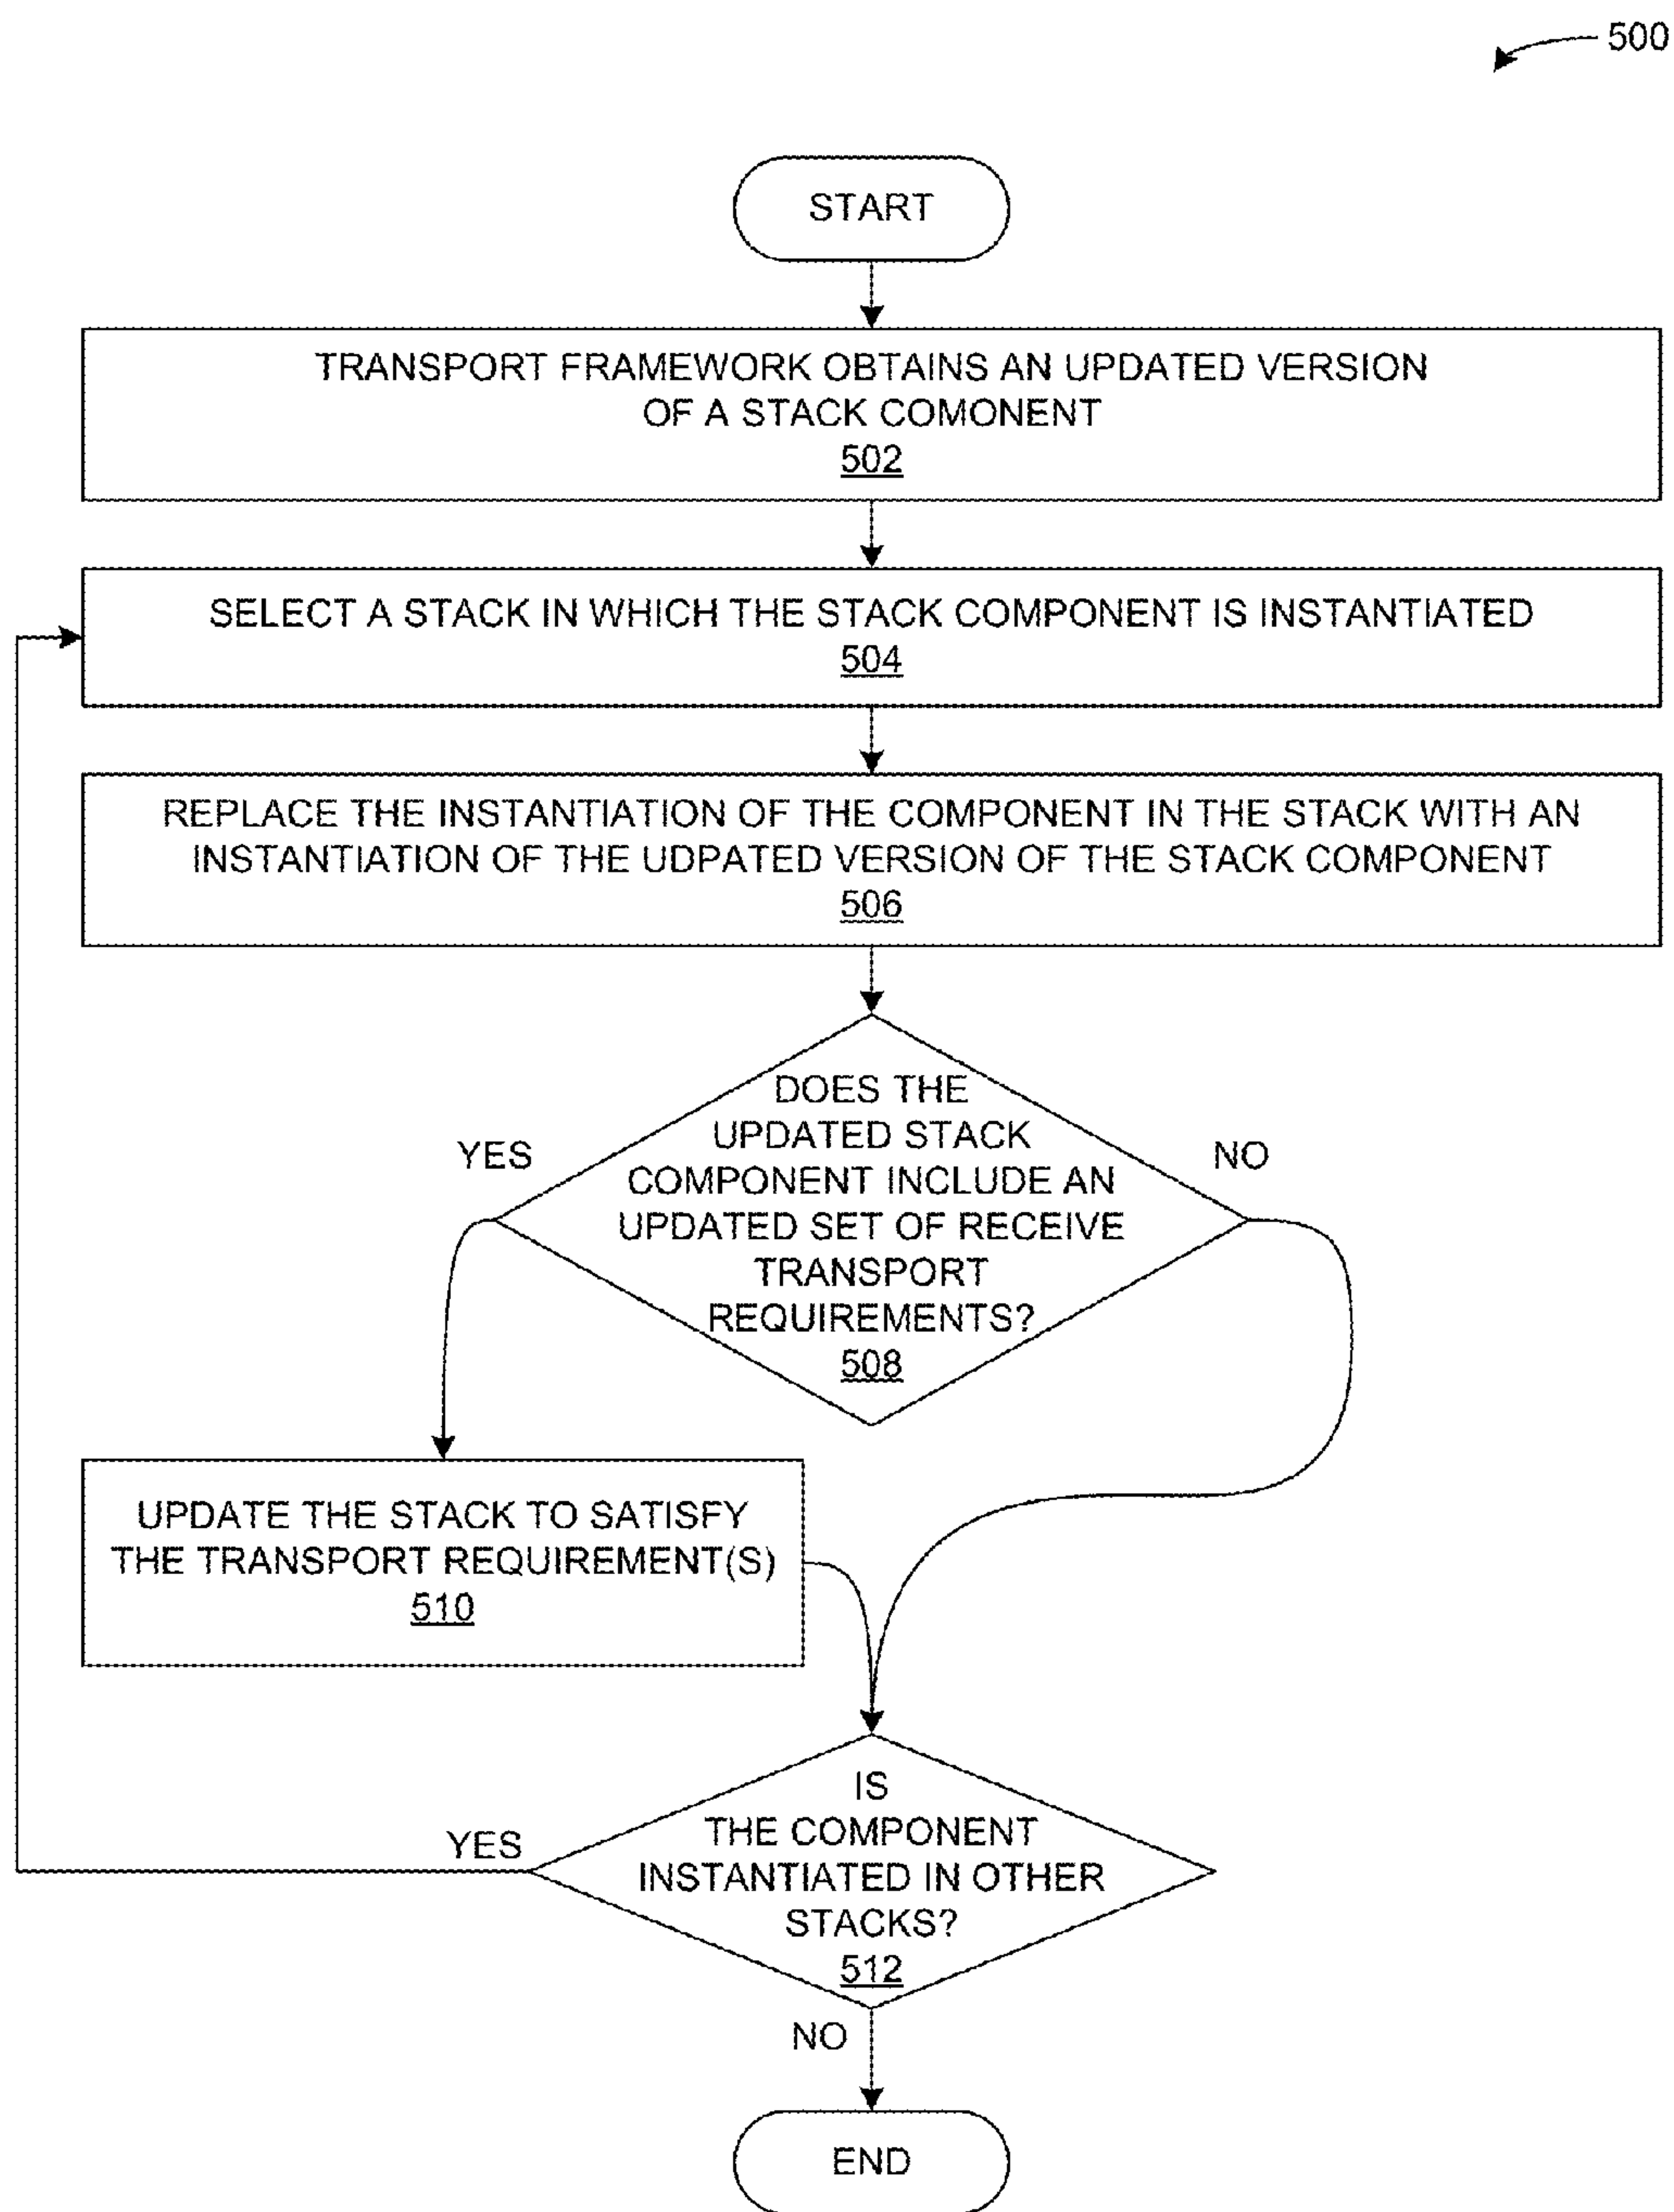 500
START
TRANSPORT FRAMEWORK OBTAINS AN UPDATED VERSION
OF A STACK COMONENT
502
SELECT A STACK IN WHICH THE STACK COMPONENT IS INSTANTIATED
504
REPLACE THE INSTANTIATION OF THE COMPONENT IN THE STACK WITH AN
INSTANTIATION OF THE UDPATED VERSION OF THE STACK COMPONENT
506
DOES THE
UPDATED STACK
COMPONENT INCLUDE AN
UPDATED SET OF RECEIVE
TRANSPORT
REQUIREMENTS?
508
YES
NO
UPDATE THE STACK TO SATISFY
THE TRANSPORT REQUIREMENT(S)
510
IS
THE COMPONENT
INSTANTIATED IN OTHER
STACKS?
512
YES
NO
END